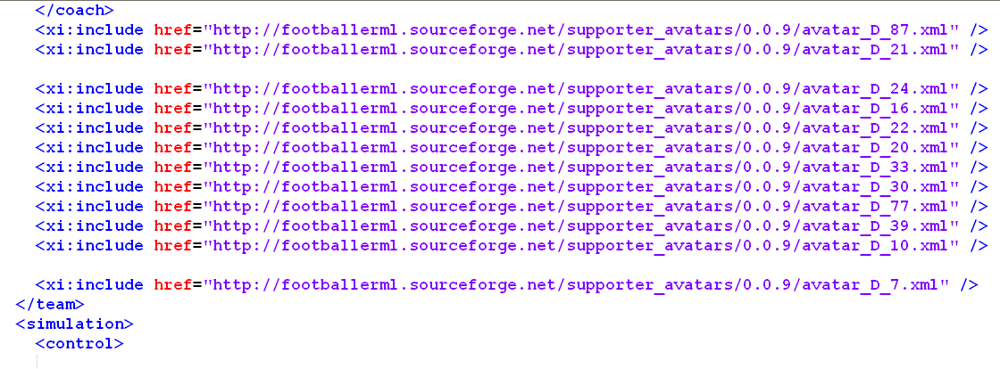 </coach>
<xi:include href="http://footballerml.sourceforge.net/supporter_avatars/0.0.9/avatar_D_87.xml" />
<xi:include href="http://footballerml.sourceforge.net/supporter_avatars/0.0.9/avatar_D_21.xml" />
<xi:include href="http://footballerml.sourceforge.net/supporter_avatars/0.0.9/avatar_D_24.xml" />
<xi:include href="http://footballerml.sourceforge.net/supporter_avatars/0.0.9/avatar_D_16.xml" />
<xi:include href="http://footballerml.sourceforge.net/supporter_avatars/0.0.9/avatar_D_22.xml" />
<xi:include href="http://footballerml.sourceforge.net/supporter_avatars/0.0.9/avatar_D_20.xml" />
<xi:include href="http://footballerml.sourceforge.net/supporter_avatars/0.0.9/avatar_D_33.xml" />
<xi:include href="http://footballerml.sourceforge.net/supporter_avatars/0.0.9/avatar_D_30.xml" />
<xi:include href="http://footballerml.sourceforge.net/supporter_avatars/0.0.9/avatar_D_77.xml" />
<xi:include href="http://footballerml.sourceforge.net/supporter_avatars/0.0.9/avatar_D_39.xml" />
<xi:include href="http://footballerml.sourceforge.net/supporter_avatars/0.0.9/avatar_D_10.xml" />
<xi:include href="http://footballerml.sourceforge.net/supporter_avatars/0.0.9/avatar_D_7.xml" />
</team>
<simulation>
<control>